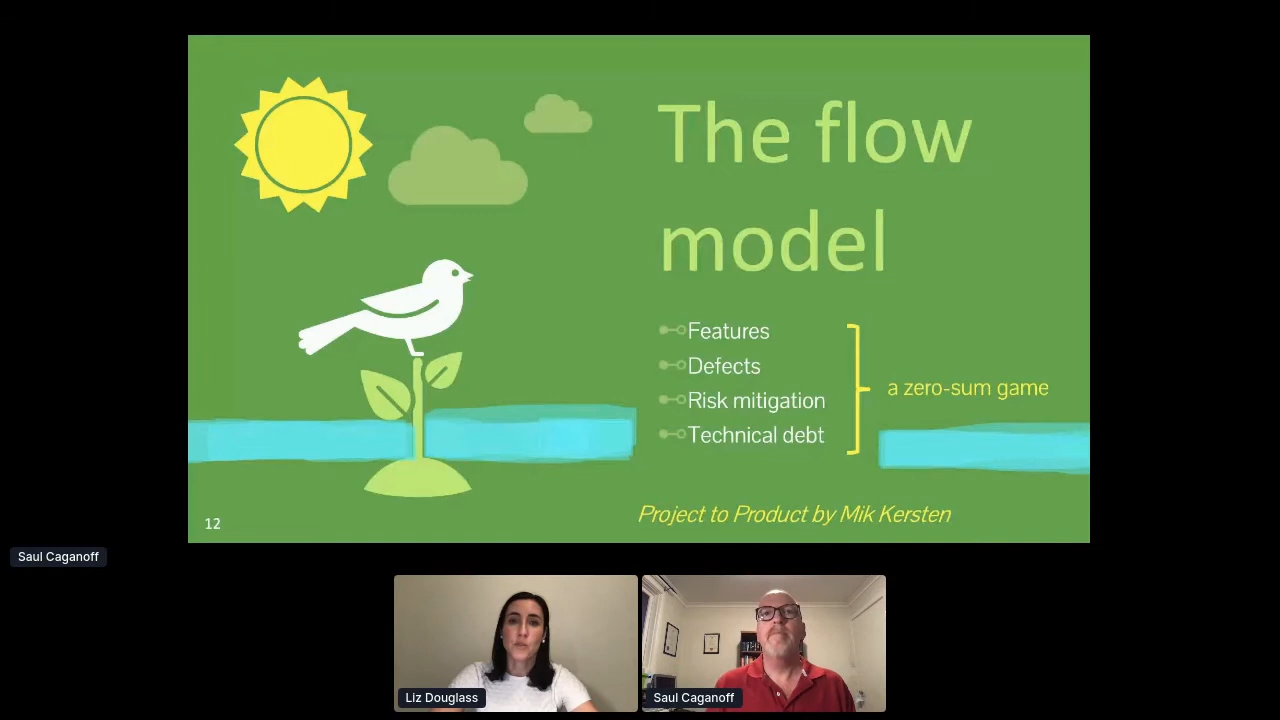 The flow
model
Features
Defects
Risk mitigation
Technical debt
a zero-sum game
Project to Product by Mik Kersten
12
Saul Caganoff
Liz Douglass
Saul Caganoff